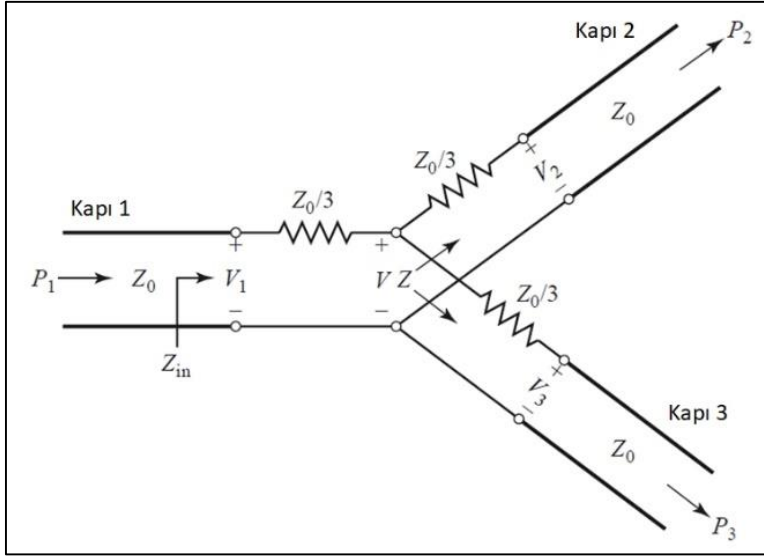 Kapı 2
P₂
Z₀
Z₀/3
+
V₂
−
Kapı 1
Z₀/3
+
+
P₁
Z₀
V₁
V
Z
Z₀/3
−
−
Zᵢₙ
+
V₃
−
Kapı 3
Z₀
P₃